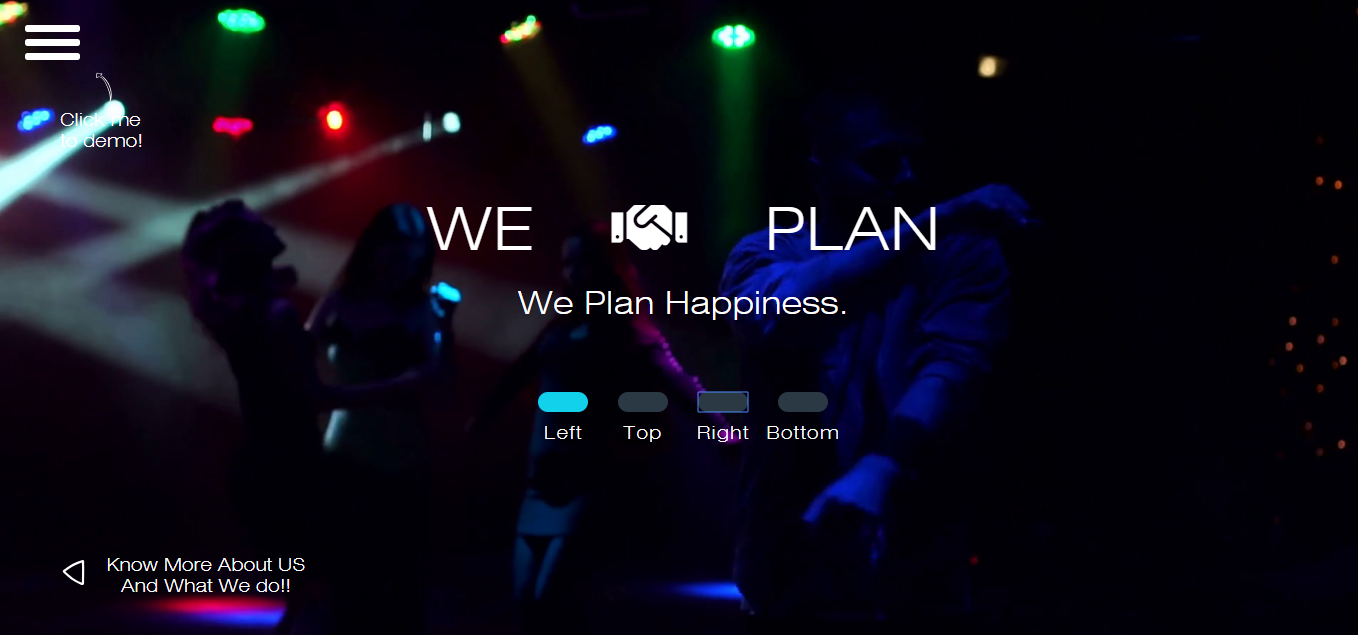 Click me
to demo!
WE PLAN
We Plan Happiness.
Left Top Right Bottom
Know More About US
And What We do!!